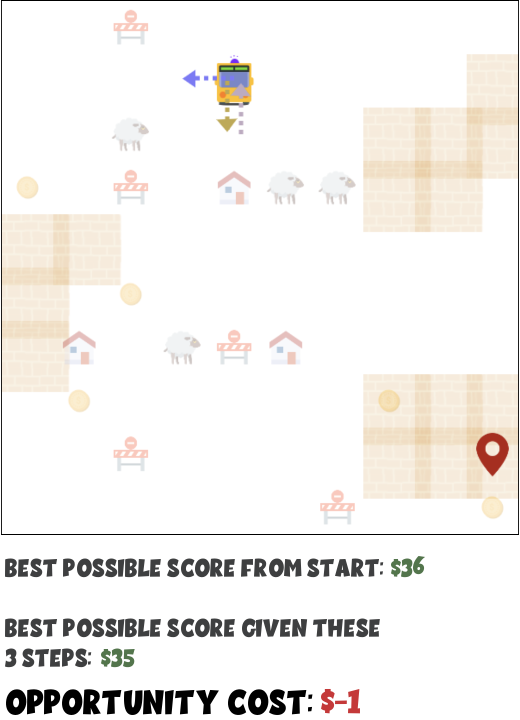 BEST POSSIBLE SCORE FROM START: $36
BEST POSSIBLE SCORE GIVEN THESE
3 STEPS: $35
OPPORTUNITY COST: $-1